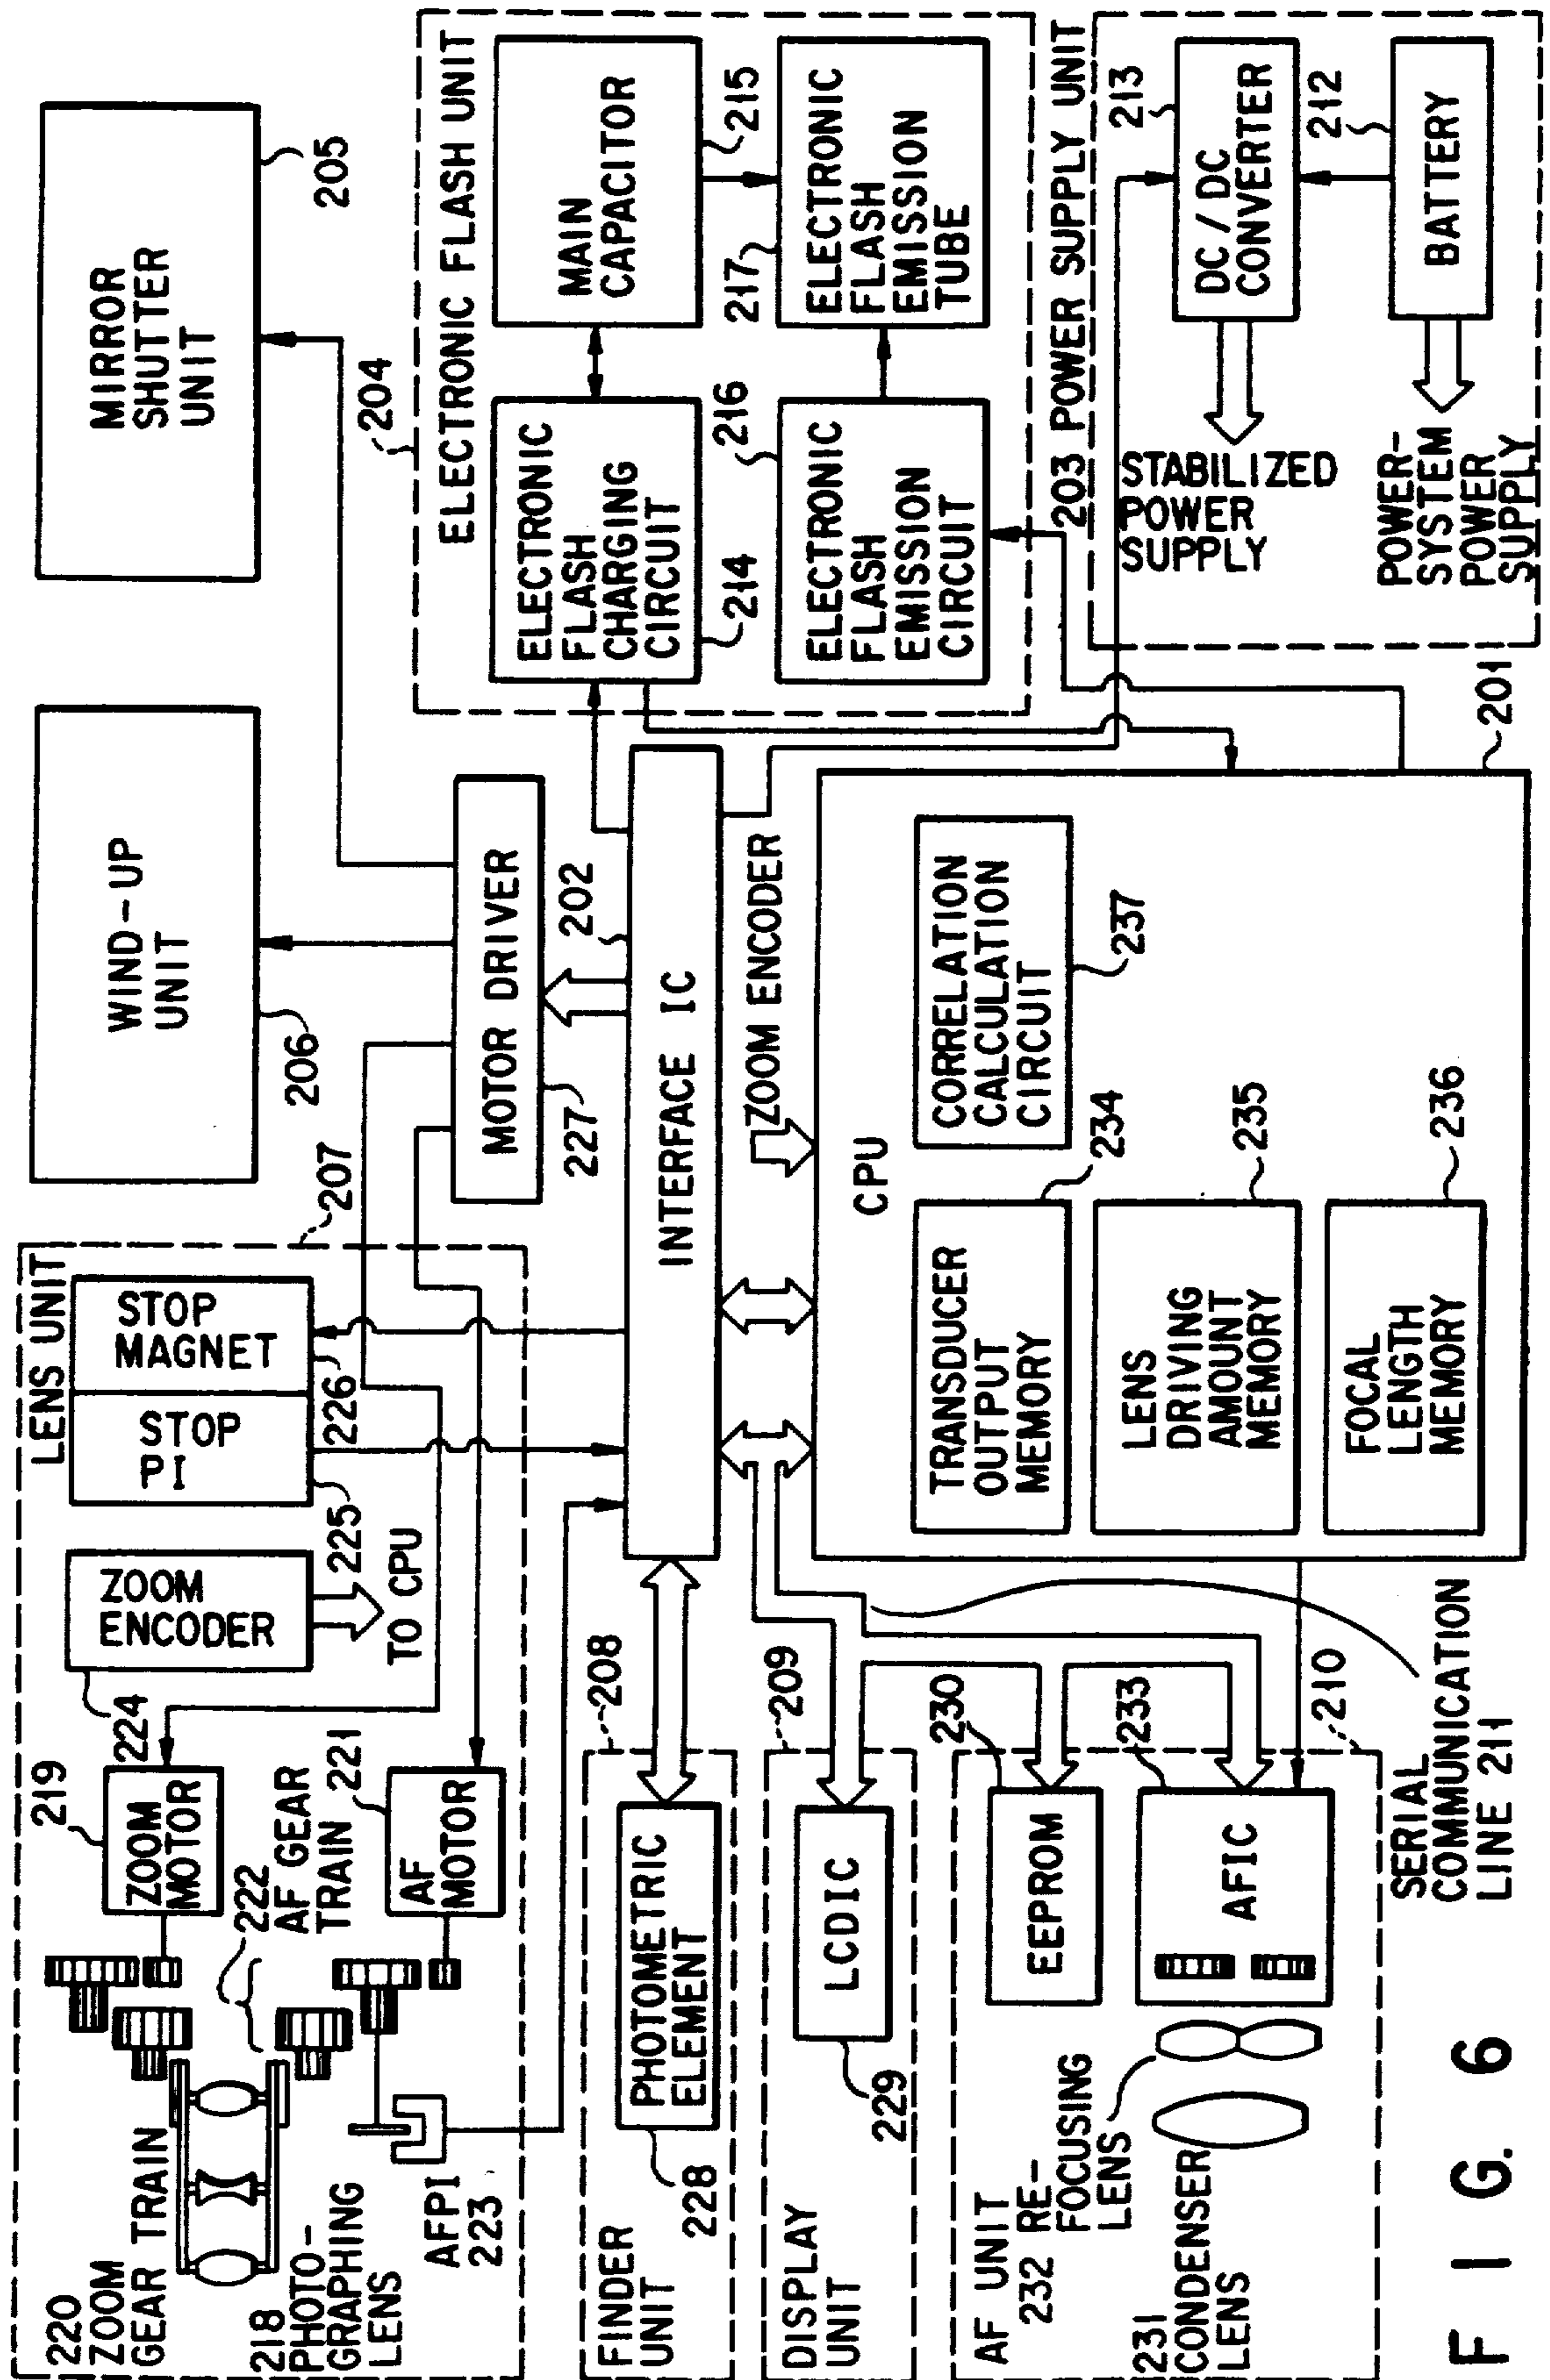 LENS UNIT
207
220
ZOOM
GEAR TRAIN
218
PHOTO-
GRAPHING
LENS
219
ZOOM
MOTOR
222
AF GEAR
TRAIN
221
AF
MOTOR
AFPI
223
224
ZOOM
ENCODER
TO CPU
225
STOP
PI
226
STOP
MAGNET
WIND-UP
UNIT
206
MIRROR
SHUTTER
UNIT
205
MOTOR DRIVER
227
202
INTERFACE IC
204
ELECTRONIC FLASH UNIT
ELECTRONIC
FLASH
CHARGING
CIRCUIT
214
MAIN
CAPACITOR
215
216
ELECTRONIC
FLASH
EMISSION
CIRCUIT
217
ELECTRONIC
FLASH
EMISSION
TUBE
203 POWER SUPPLY UNIT
213
DC/DC
CONVERTER
212
BATTERY
STABILIZED
POWER
SUPPLY
POWER-
SYSTEM
POWER
SUPPLY
FINDER
UNIT
208
PHOTOMETRIC
ELEMENT
228
DISPLAY
UNIT
209
LCDIC
229
AF UNIT
232 RE-
FOCUSING
LENS
231
CONDENSER
LENS
230
EEPROM
233
AFIC
210
SERIAL
COMMUNICATION
LINE 211
ZOOM ENCODER
CPU
201
TRANSDUCER
OUTPUT
MEMORY
234
LENS
DRIVING
AMOUNT
MEMORY
235
FOCAL
LENGTH
MEMORY
236
CORRELATION
CALCULATION
CIRCUIT
237
FIG. 6